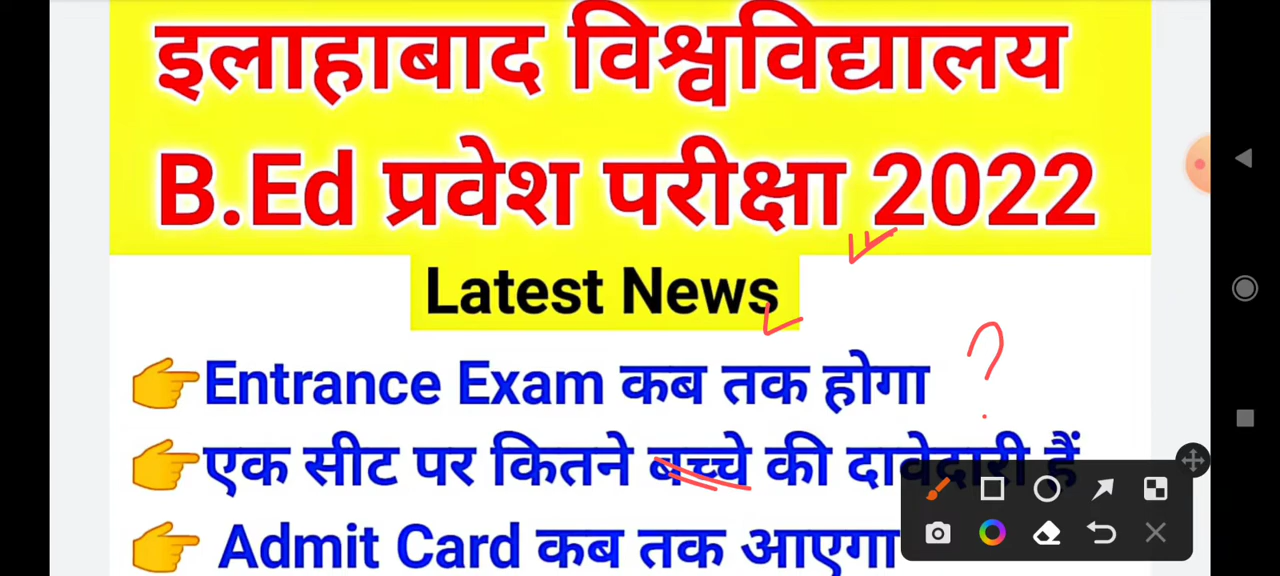 इलाहाबाद विश्वविद्यालय
B.Ed प्रवेश परीक्षा 2022
Latest News
👉Entrance Exam कब तक होगा ?
👉एक सीट पर कितने बच्चे की दावेदारी हैं
👉 Admit Card कब तक आएगा